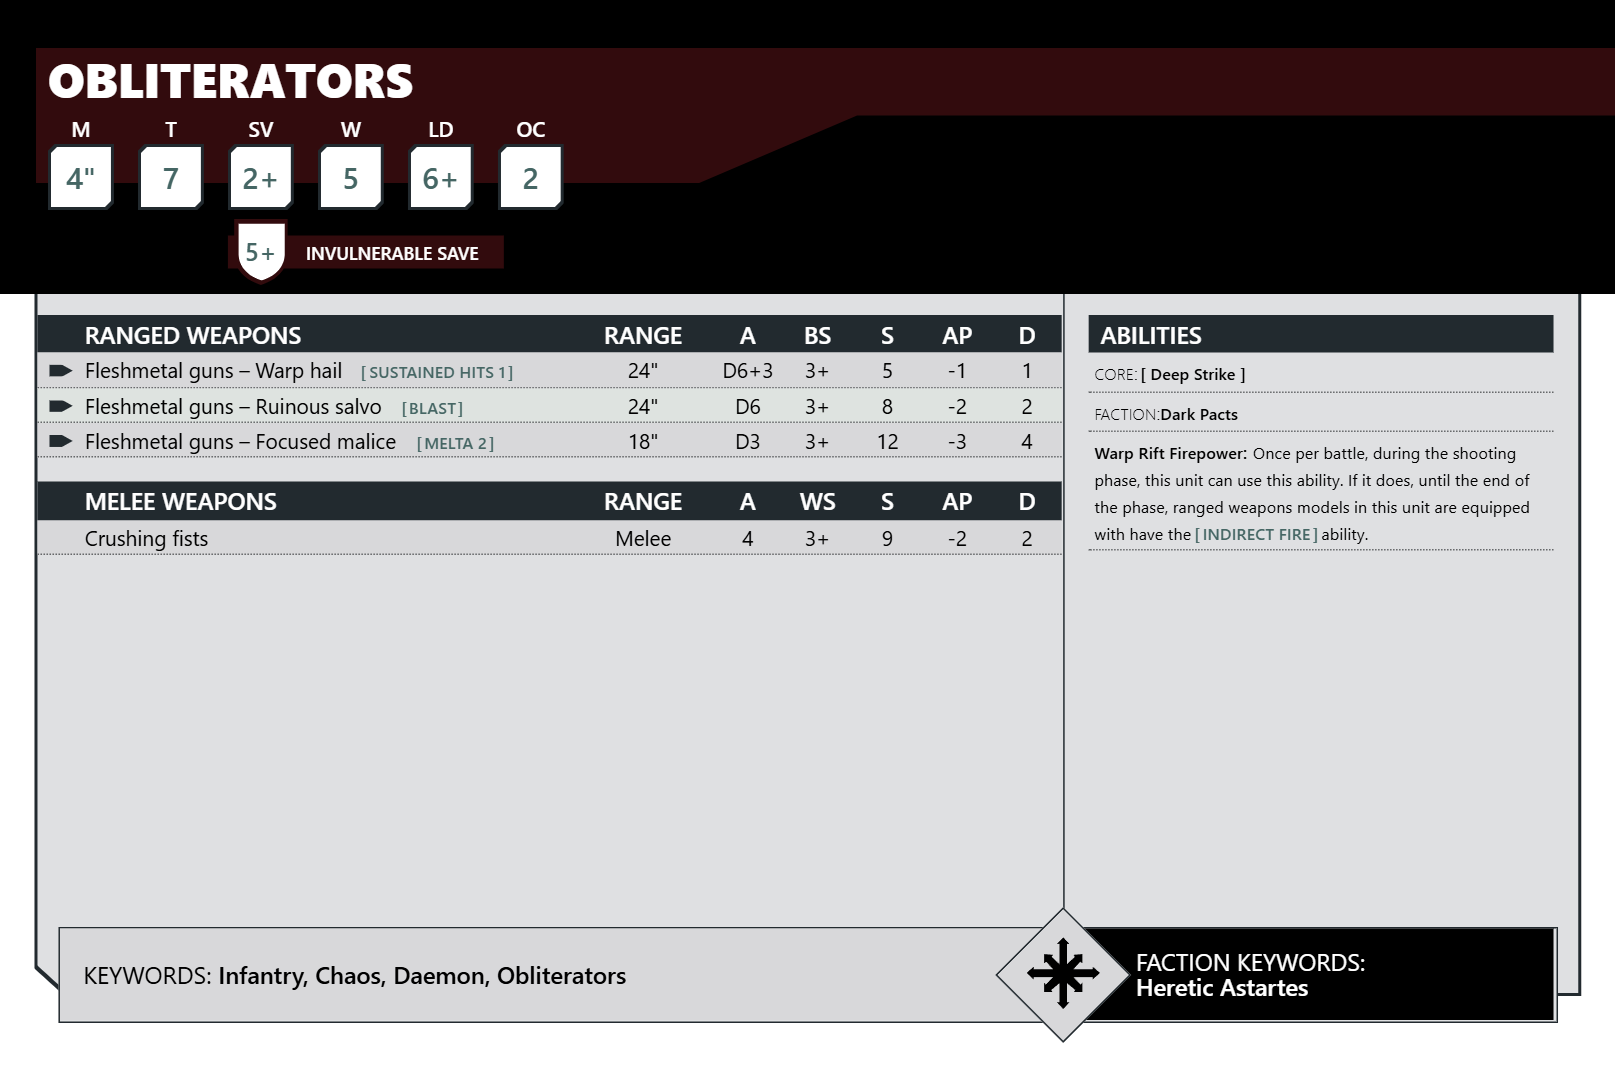 OBLITERATORS
M T SV W LD OC
4" 7 2+ 5 6+ 2
5+ INVULNERABLE SAVE
RANGED WEAPONS RANGE A BS S AP D
Fleshmetal guns – Warp hail [ SUSTAINED HITS 1 ] 24" D6+3 3+ 5 -1 1
Fleshmetal guns – Ruinous salvo [ BLAST ] 24" D6 3+ 8 -2 2
Fleshmetal guns – Focused malice [ MELTA 2 ] 18" D3 3+ 12 -3 4
MELEE WEAPONS RANGE A WS S AP D
Crushing fists Melee 4 3+ 9 -2 2
ABILITIES
CORE: [ Deep Strike ]
FACTION:Dark Pacts
Warp Rift Firepower: Once per battle, during the shooting
phase, this unit can use this ability. If it does, until the end of
the phase, ranged weapons models in this unit are equipped
with have the [ INDIRECT FIRE ] ability.
KEYWORDS: Infantry, Chaos, Daemon, Obliterators
FACTION KEYWORDS:
Heretic Astartes